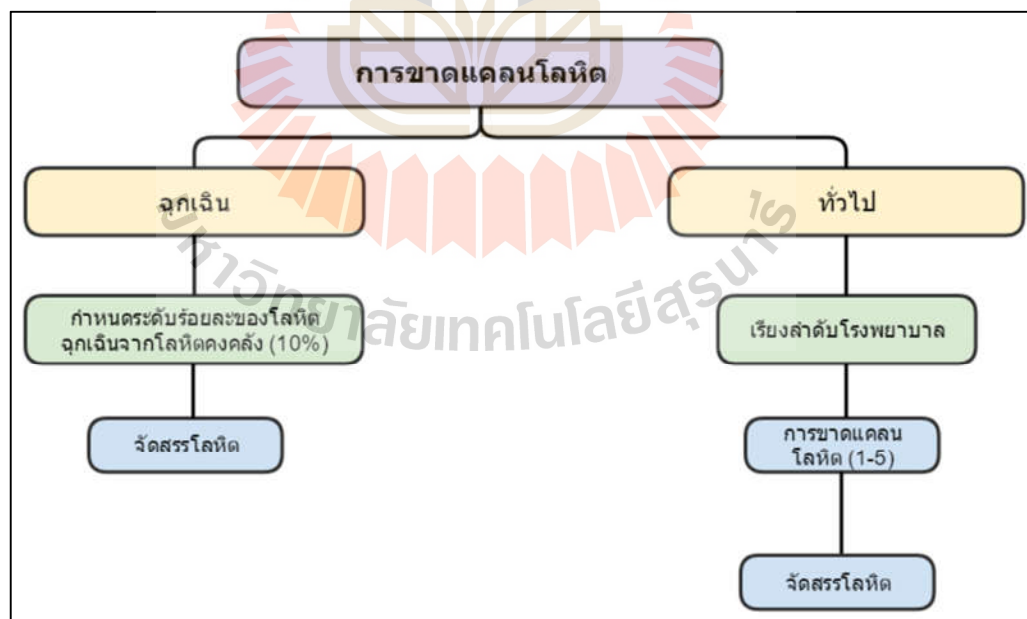 การขาดแคลนโลหิต
ฉุกเฉิน
ทั่วไป
กำหนดระดับร้อยละของโลหิต
ฉุกเฉินจากโลหิตคงคลัง (10%)
เรียงลำดับโรงพยาบาล
จัดสรรโลหิต
การขาดแคลน
โลหิต (1-5)
จัดสรรโลหิต
มหาวิทยาลัยเทคโนโลยีสุรนารี